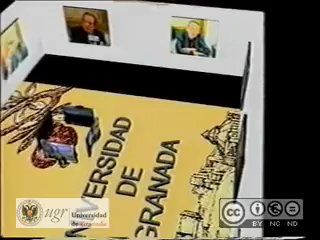 UNIVERSIDAD
DE
GRANADA
ugr
Universidad
de Granada
CC
BY NC ND